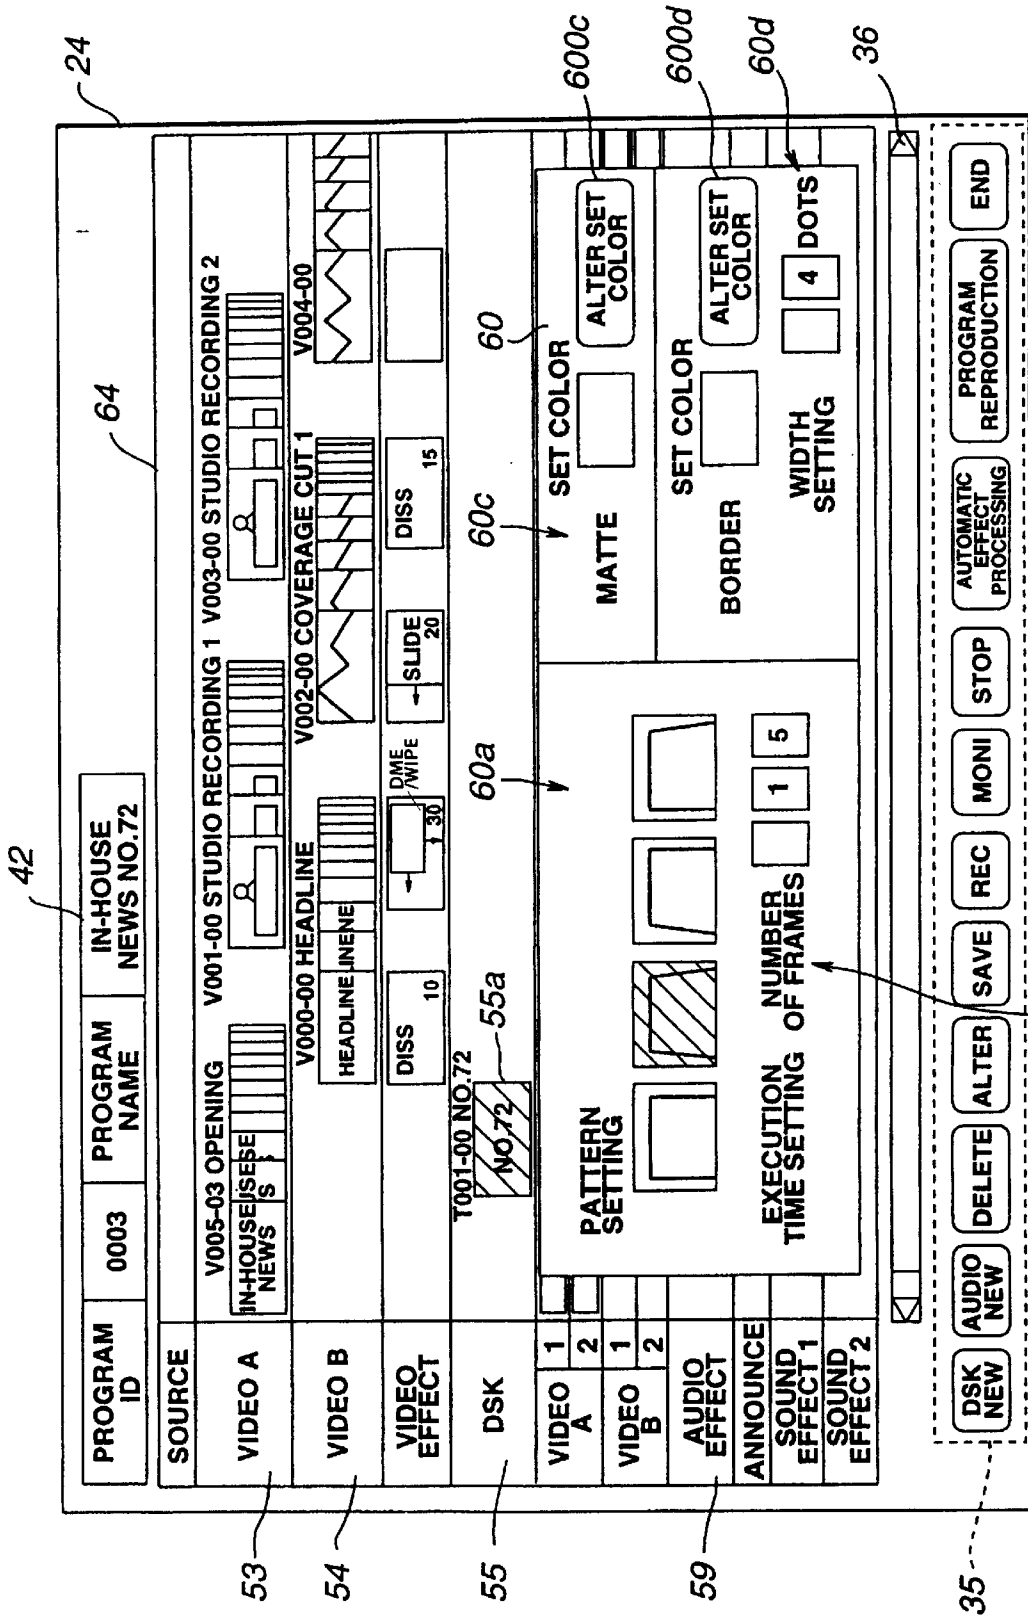 42
64
24
PROGRAM
ID
0003
PROGRAM
NAME
IN-HOUSE
NEWS NO.72
SOURCE
53
VIDEO A
V005-03 OPENING
V001-00 STUDIO RECORDING 1
V003-00 STUDIO RECORDING 2
IN-HOUSE
NEWS
USE
S
SE
S
54
VIDEO B
V000-00 HEADLINE
V002-00 COVERAGE CUT 1
V004-00
HEADLINE
INE
NE
VIDEO
EFFECT
DISS
10
DME
/WIPE
30
SLIDE
20
DISS
15
55
DSK
T001-00 NO.72
NO.72
55a
VIDEO
A
1
2
VIDEO
B
1
2
59
AUDIO
EFFECT
ANNOUNCE
SOUND
EFFECT 1
SOUND
EFFECT 2
60a
60c
60
600c
600d
60d
PATTERN
SETTING
EXECUTION
TIME SETTING
NUMBER
OF FRAMES
1
5
MATTE
SET COLOR
ALTER SET
COLOR
BORDER
SET COLOR
ALTER SET
COLOR
WIDTH
SETTING
4
DOTS
36
35
DSK
NEW
AUDIO
NEW
DELETE
ALTER
SAVE
REC
MONI
STOP
AUTOMATIC
EFFECT
PROCESSING
PROGRAM
REPRODUCTION
END